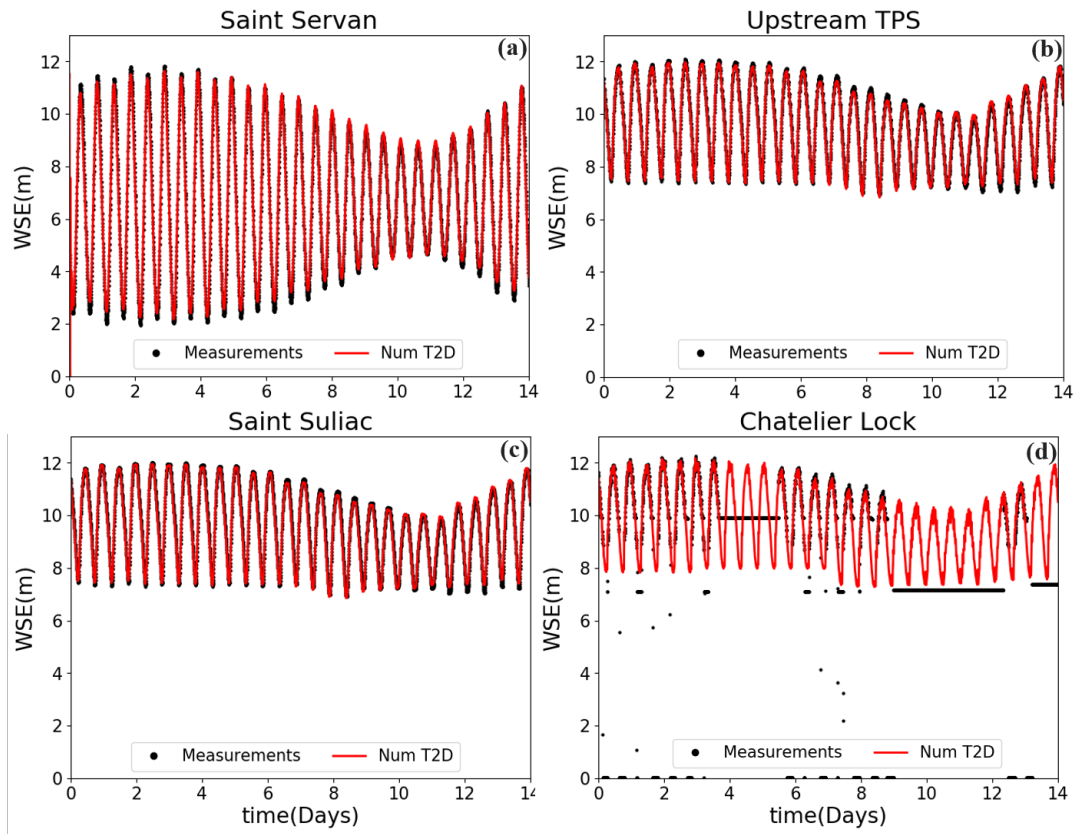 Saint Servan
Upstream TPS
(a)
(b)
WSE(m)
12
10
8
6
4
2
0
Measurements
Num T2D
0 2 4 6 8 10 12 14
WSE(m)
12
10
8
6
4
2
0
Measurements
Num T2D
0 2 4 6 8 10 12 14
Saint Suliac
Chatelier Lock
(c)
(d)
WSE(m)
12
10
8
6
4
2
0
Measurements
Num T2D
0 2 4 6 8 10 12 14
time(Days)
WSE(m)
12
10
8
6
4
2
0
Measurements
Num T2D
0 2 4 6 8 10 12 14
time(Days)